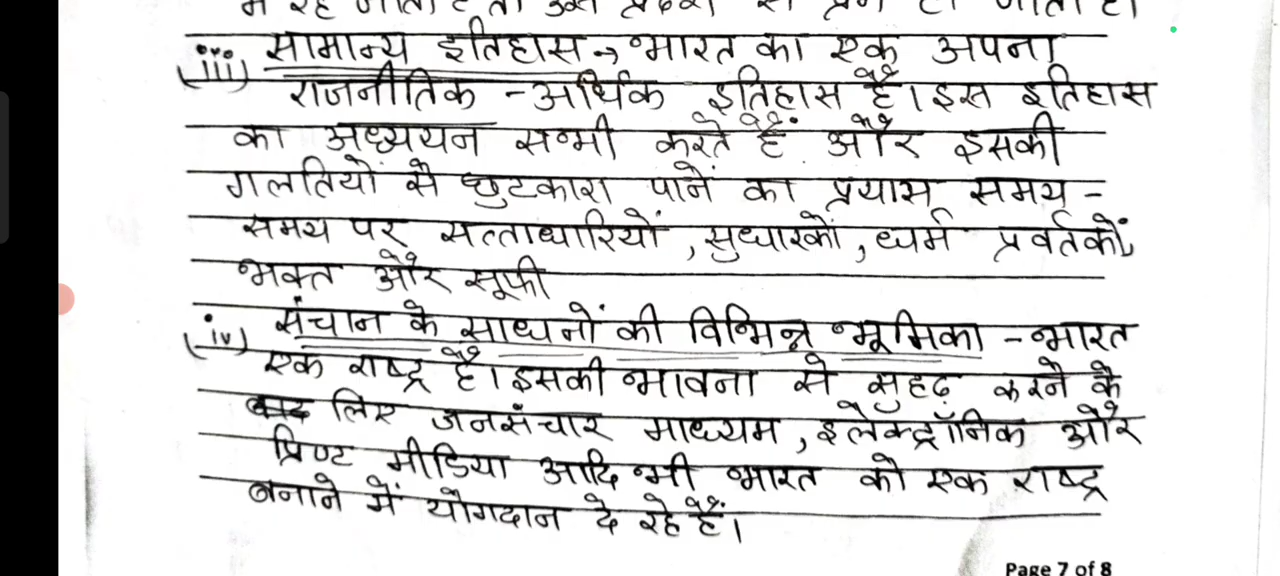 (iii) सामान्य इतिहास → भारत का एक अपना
राजनीतिक - आर्थिक इतिहास है। इस इतिहास
का अध्ययन सभी करते हैं और इसकी
गलतियों से छुटकारा पाने का प्रयास समय -
समय पर सत्ताधारियों, सुधारकों, धर्म प्रर्वतकों,
भक्त और सूफी
(iv) संचान के साधनों की विभिन्न भूमिका - भारत
एक राष्ट्र है। इसकी भावना से सुदृढ़ करने के
लिए जनसंचार माध्यम, इलैक्ट्रॉनिक और
प्रिण्ट मीडिया आदि भी भारत को एक राष्ट्र
बनाने में योगदान दे रहे हैं।
Page 7 of 8